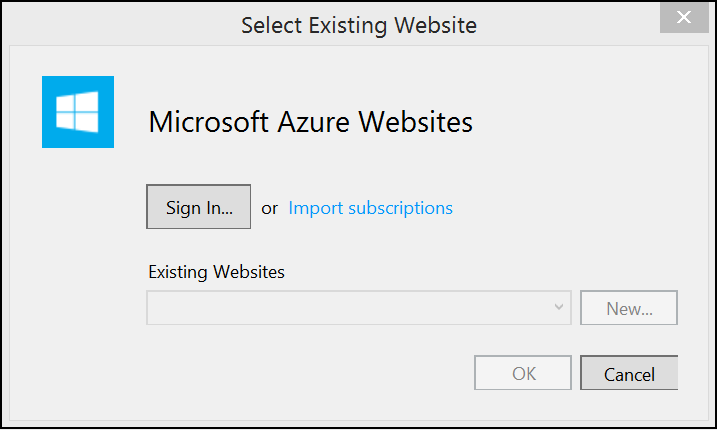 Select Existing Website
Microsoft Azure Websites
Sign In... or Import subscriptions
Existing Websites
New...
OK Cancel